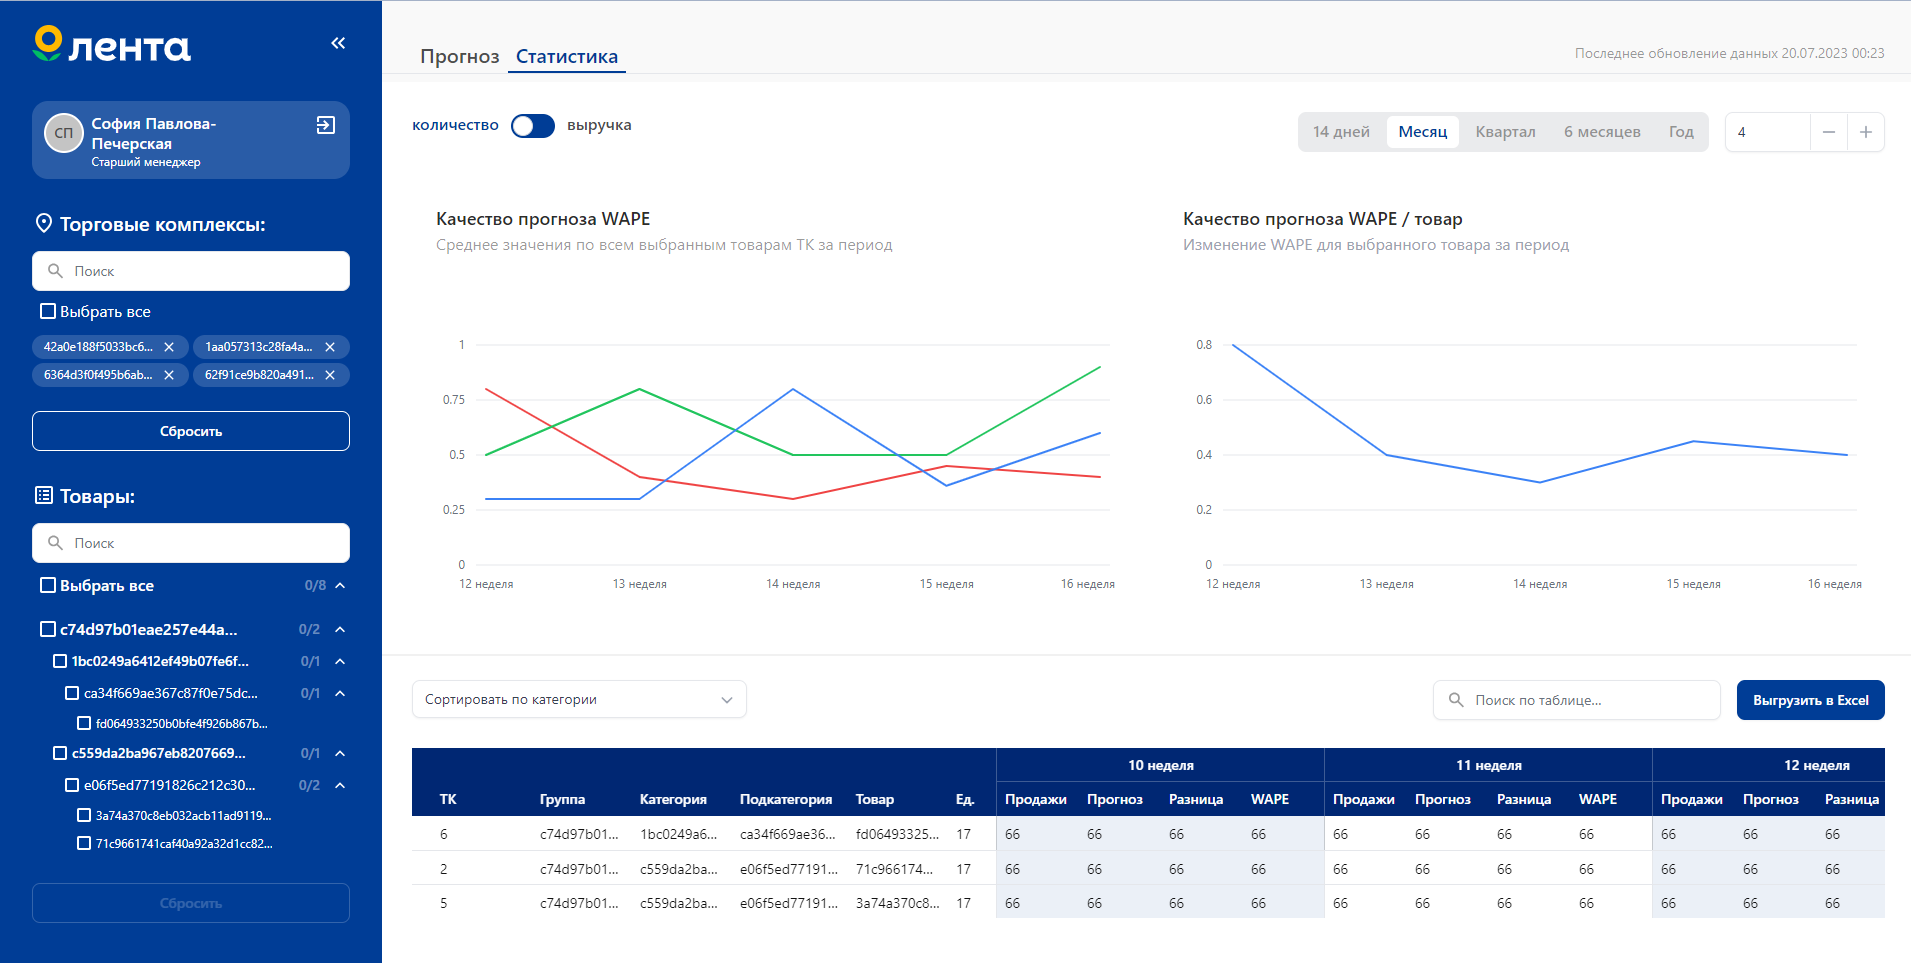 лента
СП
София Павлова-
Печерская
Старший менеджер
Торговые комплексы:
Поиск
Выбрать все
42a0e188f5033bc6... 1aa057313c28fa4a...
6364d3f0f495b6ab... 62f91ce9b820a491...
Сбросить
Товары:
Поиск
Выбрать все 0/8
c74d97b01eae257e44a... 0/2
1bc0249a6412ef49b07fe6f... 0/1
ca34f669ae367c87f0e75dc... 0/1
fd064933250b0bfe4f926b867b...
c559da2ba967eb8207669... 0/1
e06f5ed77191826c212c30... 0/2
3a74a370c8eb032acb11ad9119...
71c9661741caf40a92a32d1cc82...
Сбросить
Прогноз Статистика
Последнее обновление данных 20.07.2023 00:23
количество выручка
14 дней Месяц Квартал 6 месяцев Год 4
Качество прогноза WAPE
Среднее значения по всем выбранным товарам ТК за период
1
0.75
0.5
0.25
0
12 неделя 13 неделя 14 неделя 15 неделя 16 неделя
Качество прогноза WAPE / товар
Изменение WAPE для выбранного товара за период
0.8
0.6
0.4
0.2
0
12 неделя 13 неделя 14 неделя 15 неделя 16 неделя
Сортировать по категории
Поиск по таблице...
Выгрузить в Excel
10 неделя 11 неделя 12 неделя
ТК Группа Категория Подкатегория Товар Ед. Продажи Прогноз Разница WAPE Продажи Прогноз Разница WAPE Продажи Прогноз Разница
6 c74d97b01... 1bc0249a6... ca34f669ae36... fd06493325... 17 66 66 66 66 66 66 66 66 66 66 66
2 c74d97b01... c559da2ba... e06f5ed77191... 71c966174... 17 66 66 66 66 66 66 66 66 66 66 66
5 c74d97b01... c559da2ba... e06f5ed77191... 3a74a370c8... 17 66 66 66 66 66 66 66 66 66 66 66